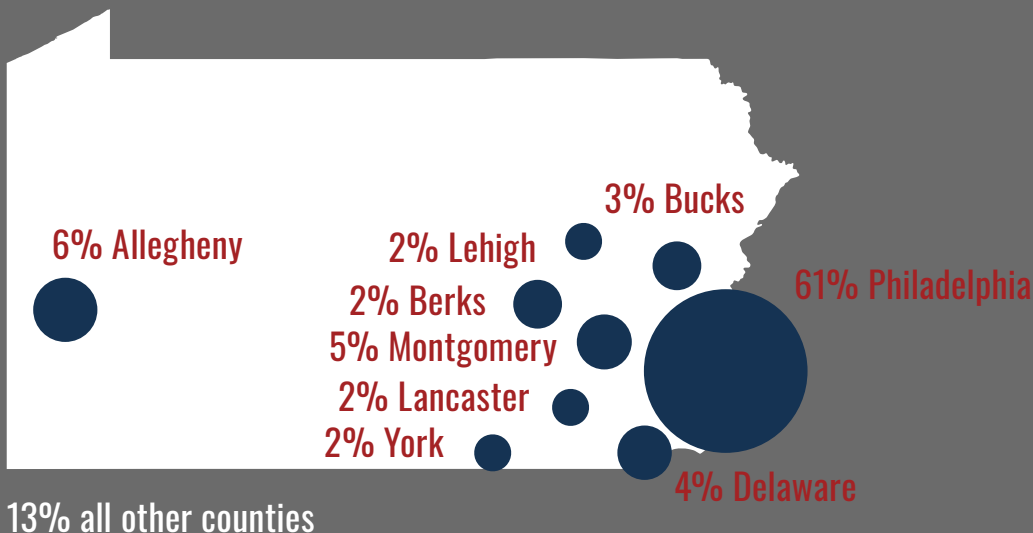 3% Bucks
6% Allegheny
2% Lehigh
61% Philadelphia
2% Berks
5% Montgomery
2% Lancaster
2% York
4% Delaware
13% all other counties